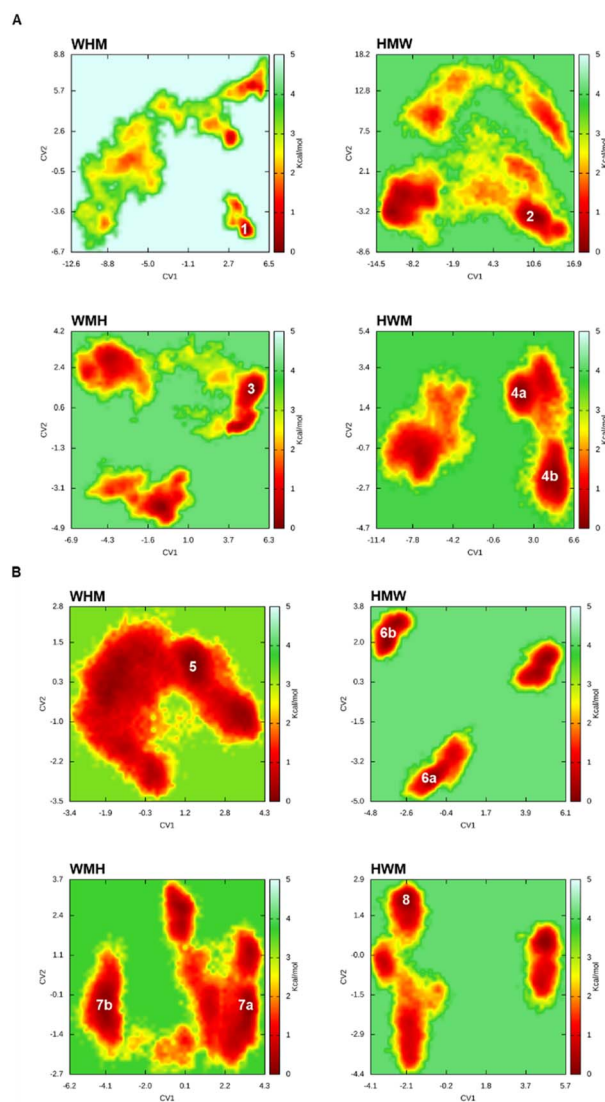 A
WHM
8.8
5.7
2.6
-0.5
-3.6
-6.7
CV2
1
-12.6 -8.8 -5.0 -1.1 2.7 6.5
CV1
5
4
3
2
1
0
Kcal/mol
HMW
18.2
12.8
7.5
2.1
-3.2
-8.6
CV2
2
-14.5 -8.2 -1.9 4.3 10.6 16.9
CV1
5
4
3
2
1
0
Kcal/mol
WMH
4.2
2.4
0.6
-1.3
-3.1
-4.9
CV2
3
-6.9 -4.3 -1.6 1.1 3.7 6.3
CV1
5
4
3
2
1
0
Kcal/mol
HWM
5.4
3.4
1.4
-0.7
-2.7
-4.7
CV2
4a
4b
-11.4 -7.8 -4.2 -0.6 3.0 6.6
CV1
5
4
3
2
1
0
Kcal/mol
B
WHM
2.8
1.5
0.3
-1.0
-2.2
-3.5
CV2
5
-3.4 -1.9 -0.3 1.2 2.8 4.3
CV1
5
4
3
2
1
0
Kcal/mol
HMW
3.8
2.0
0.3
-1.5
-3.2
-5.0
CV2
6b
6a
-4.8 -2.6 -0.4 1.7 3.9 6.1
CV1
5
4
3
2
1
0
Kcal/mol
WMH
3.7
2.4
1.1
-0.1
-1.4
-2.7
CV2
7b
7a
-6.2 -4.1 -2.0 0.1 2.2 4.3
CV1
5
4
3
2
1
0
Kcal/mol
HWM
2.9
1.4
-0.0
-1.5
-2.9
-4.4
CV2
8
-4.1 -2.1 -0.2 1.7 3.7 5.7
CV1
5
4
3
2
1
0
Kcal/mol